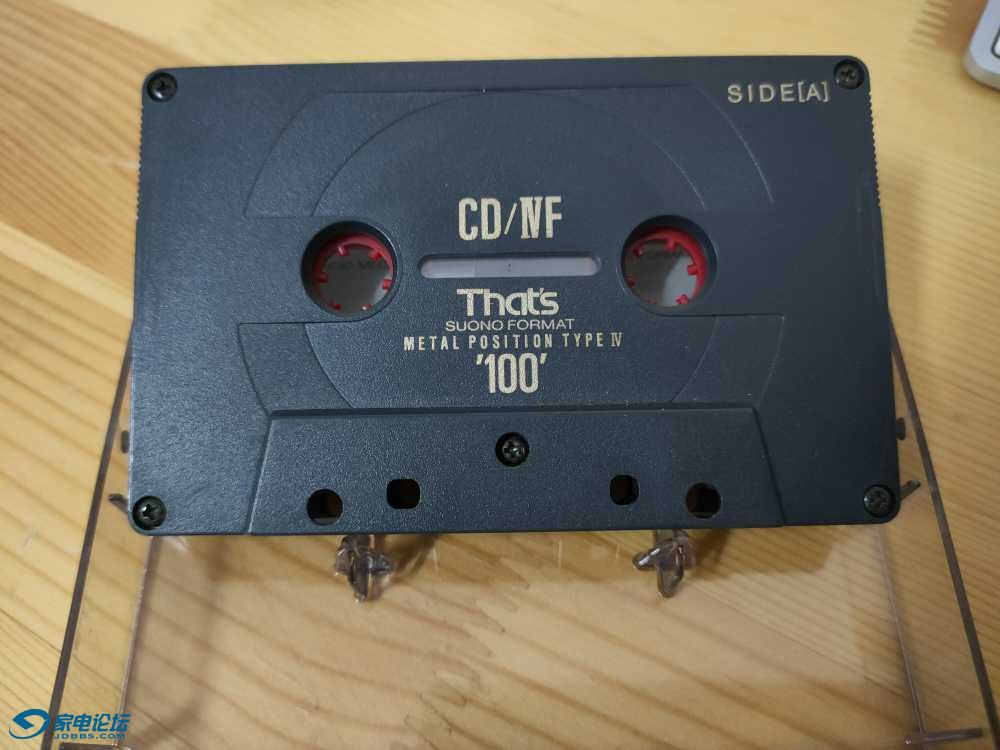 SIDE[A]
CD/IVF
That's
SUONO FORMAT
METAL POSITION TYPE IV
'100'
家电论坛
JDBBS.COM